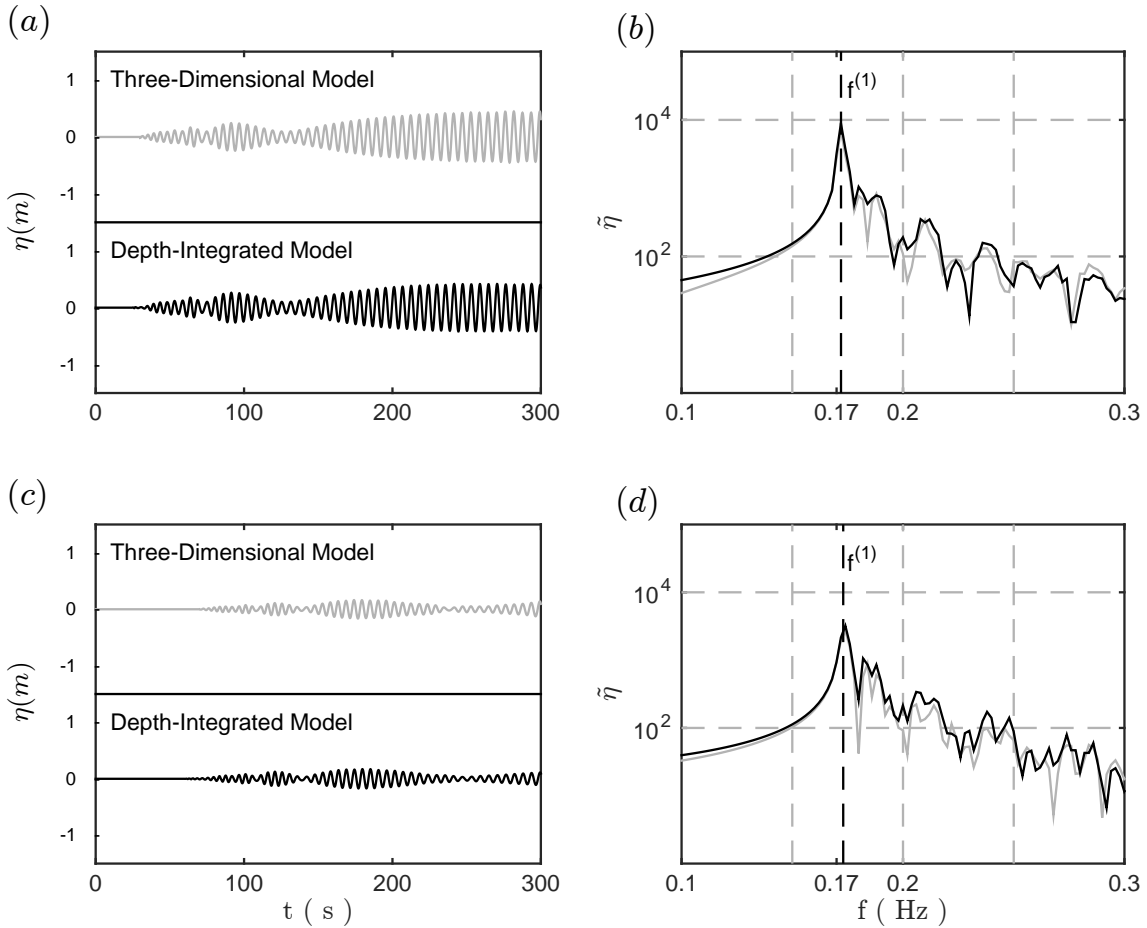 (a)
η(m)
1
0
-1
Three-Dimensional Model
1
0
-1
Depth-Integrated Model
0 100 200 300
(b)
η̃
10^4
10^2
f^(1)
0.1 0.17 0.2 0.3
(c)
η(m)
1
0
-1
Three-Dimensional Model
1
0
-1
Depth-Integrated Model
0 100 200 300
t ( s )
(d)
η̃
10^4
10^2
f^(1)
0.1 0.17 0.2 0.3
f ( Hz )